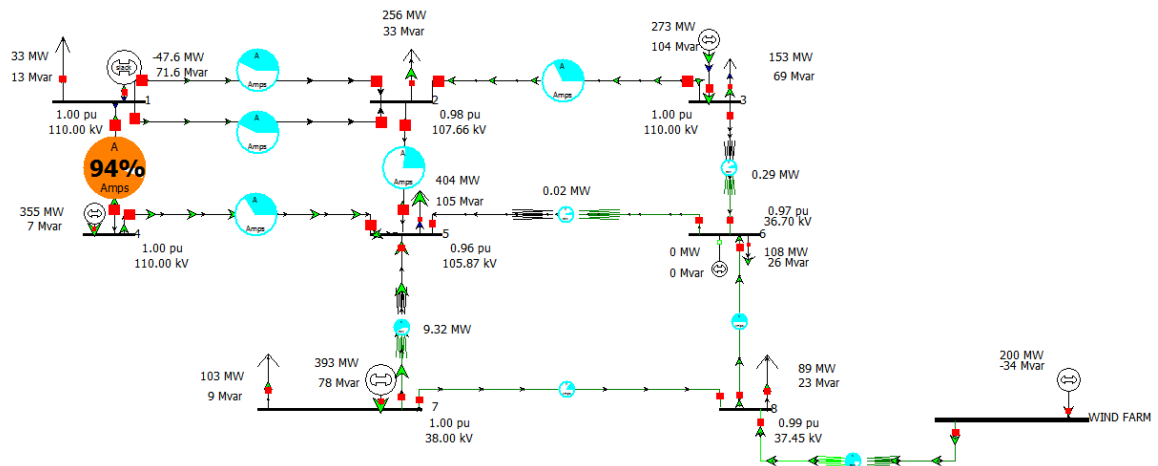 33 MW
13 Mvar
slack
-47.6 MW
71.6 Mvar
1
1.00 pu
110.00 kV
A
Amps
A
Amps
256 MW
33 Mvar
2
0.98 pu
107.66 kV
A
Amps
273 MW
104 Mvar
153 MW
69 Mvar
3
1.00 pu
110.00 kV
A
94%
Amps
A
Amps
355 MW
7 Mvar
4
1.00 pu
110.00 kV
A
Amps
404 MW
105 Mvar
5
0.96 pu
105.87 kV
0.02 MW
0.29 MW
0.97 pu
36.70 kV
6
0 MW
0 Mvar
108 MW
26 Mvar
9.32 MW
103 MW
9 Mvar
393 MW
78 Mvar
7
1.00 pu
38.00 kV
89 MW
23 Mvar
8
0.99 pu
37.45 kV
200 MW
-34 Mvar
WIND FARM